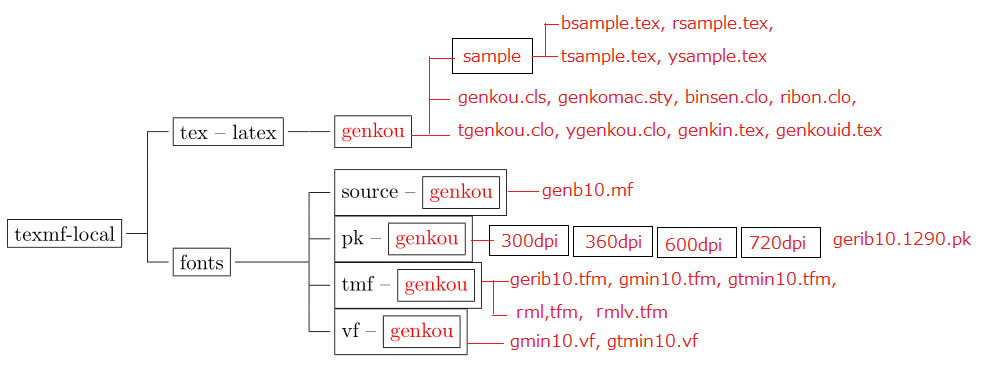 bsample.tex, rsample.tex,
sample
tsample.tex, ysample.tex
genkou.cls, genkomac.sty, binsen.clo, ribon.clo,
tex – latex
genkou
tgenkou.clo, ygenkou.clo, genkin.tex, genkouid.tex
source – genkou
genb10.mf
texmf-local
pk – genkou
300dpi
360dpi
600dpi
720dpi
gerib10.1290.pk
fonts
tmf – genkou
gerib10.tfm, gmin10.tfm, gtmin10.tfm,
rml,tfm, rmlv.tfm
vf – genkou
gmin10.vf, gtmin10.vf